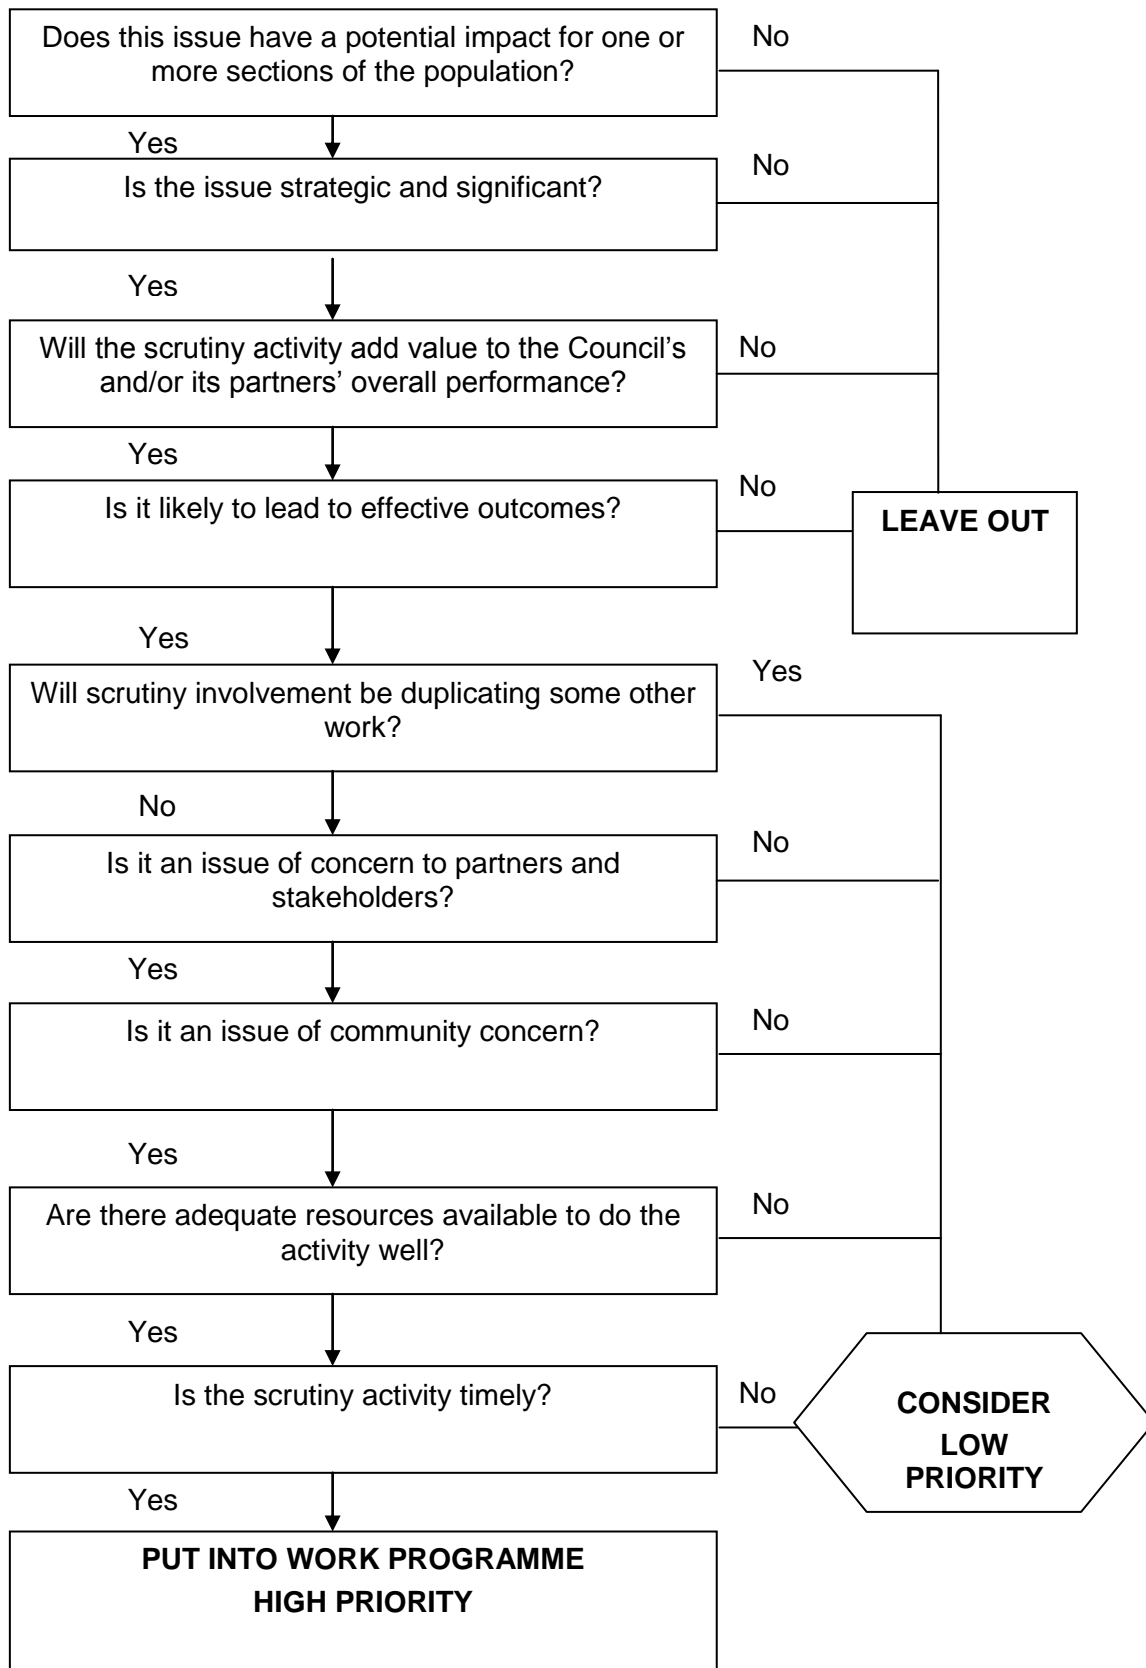 Does this issue have a potential impact for one or
more sections of the population?
No
Yes
Is the issue strategic and significant?
No
Yes
Will the scrutiny activity add value to the Council’s
and/or its partners’ overall performance?
No
Yes
Is it likely to lead to effective outcomes?
No
LEAVE OUT
Yes
Will scrutiny involvement be duplicating some other
work?
Yes
No
Is it an issue of concern to partners and
stakeholders?
No
Yes
Is it an issue of community concern?
No
Yes
Are there adequate resources available to do the
activity well?
No
Yes
Is the scrutiny activity timely?
No
CONSIDER
LOW
PRIORITY
Yes
PUT INTO WORK PROGRAMME
HIGH PRIORITY